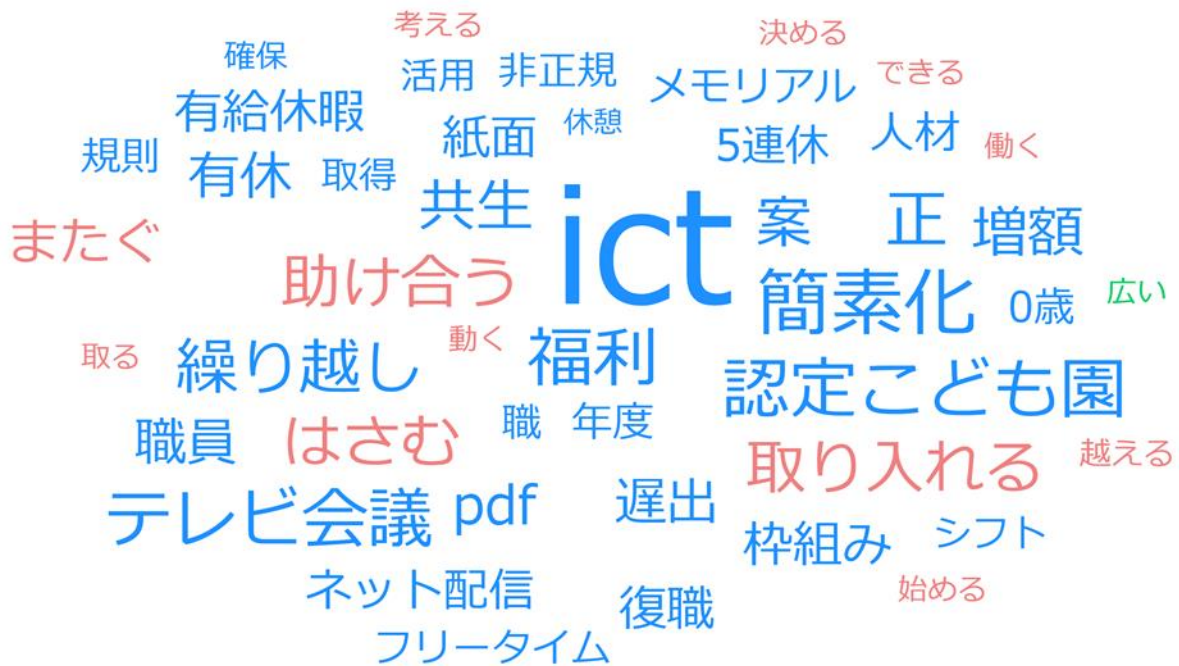 考える
決める
確保
活用
非正規
メモリアル
できる
有給休暇
紙面
休憩
5連休
人材
働く
規則
有休
取得
共生
ict
案
正
増額
またぐ
助け合う
簡素化
0歳
広い
取る
繰り越し
動く
福利
認定こども園
職員
はさむ
職
年度
取り入れる
越える
テレビ会議
pdf
遅出
枠組み
シフト
ネット配信
復職
始める
フリータイム